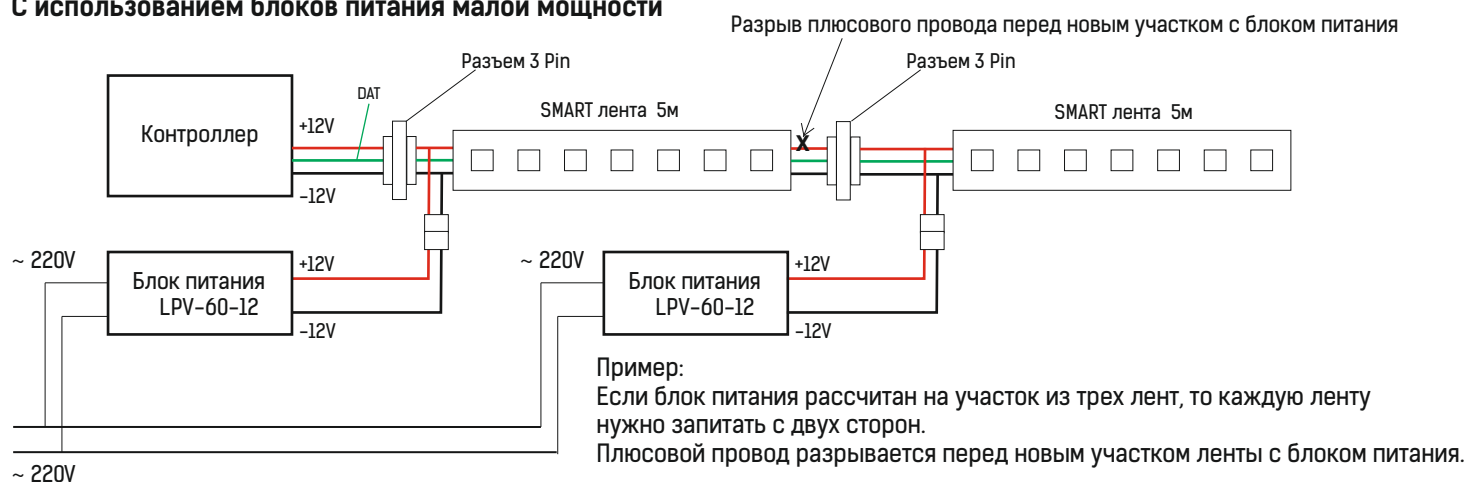 С использованием блоков питания малой мощности
Разрыв плюсового провода перед новым участком с блоком питания
Разъем 3 Pin
Разъем 3 Pin
DAT
SMART лента 5м
SMART лента 5м
Контроллер
+12V
X
-12V
~ 220V
Блок питания
LPV-60-12
+12V
-12V
~ 220V
Блок питания
LPV-60-12
+12V
-12V
Пример:
Если блок питания рассчитан на участок из трех лент, то каждую ленту
нужно запитать с двух сторон.
Плюсовой провод разрывается перед новым участком ленты с блоком питания.
~ 220V